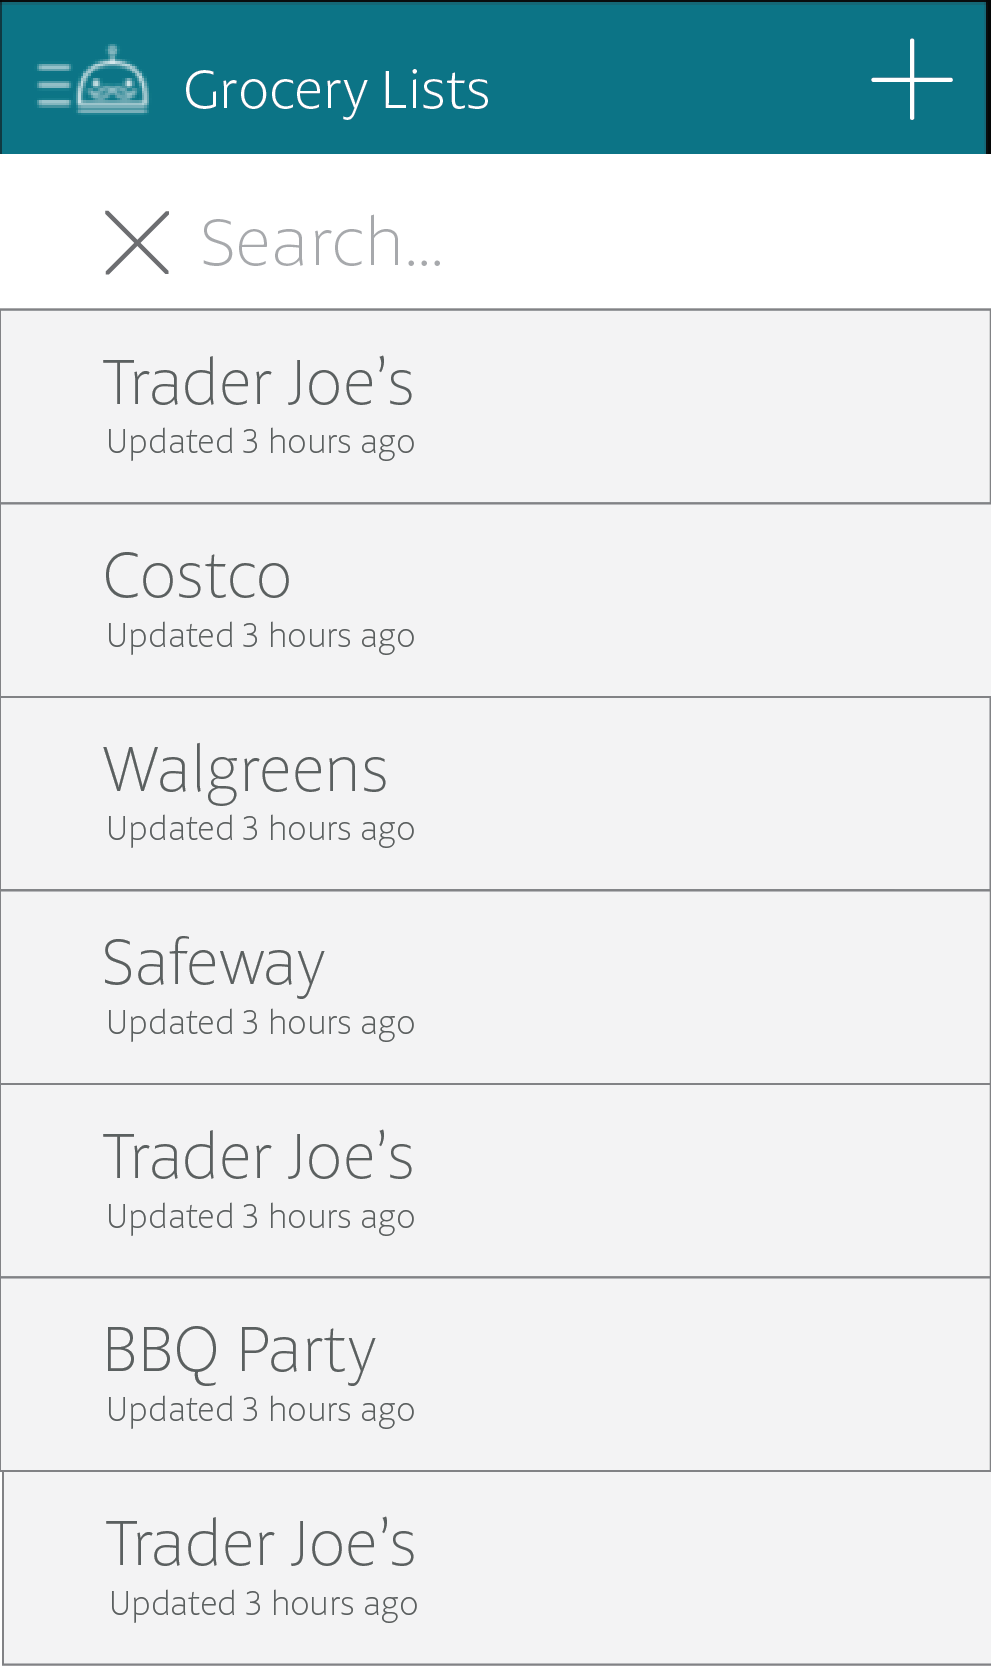 Grocery Lists
Search...
Trader Joe’s
Updated 3 hours ago
Costco
Updated 3 hours ago
Walgreens
Updated 3 hours ago
Safeway
Updated 3 hours ago
Trader Joe’s
Updated 3 hours ago
BBQ Party
Updated 3 hours ago
Trader Joe’s
Updated 3 hours ago